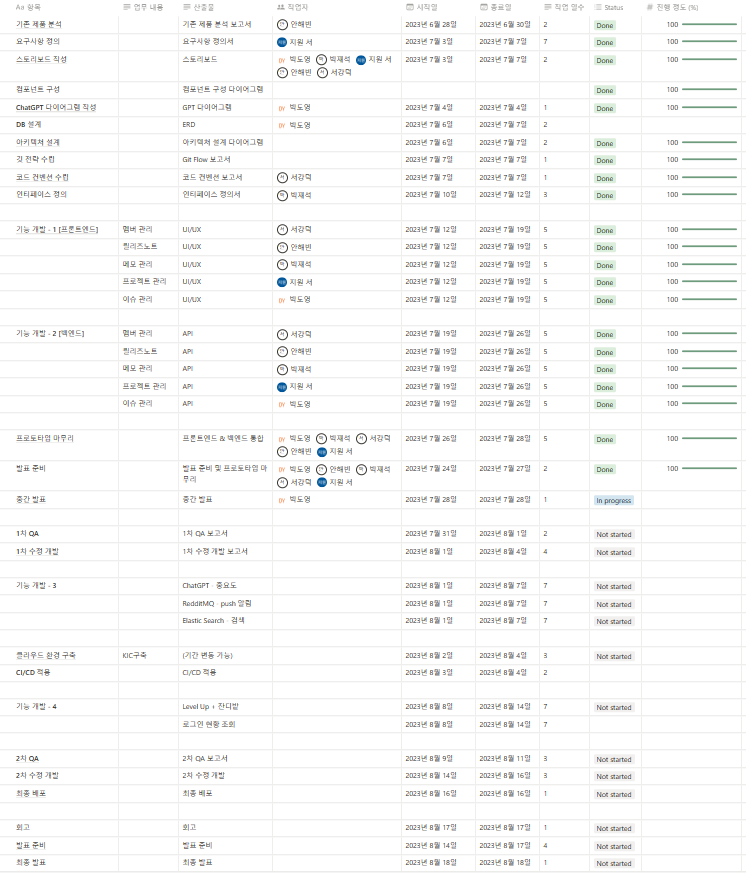 Aa 항목 업무 내용 산출물 작업자 시작일 종료일 작업 일수 Status # 진행 정도 (%)
기존 제품 분석 기존 제품 분석 보고서 안해빈 2023년 6월 28일 2023년 6월 30일 2 Done 100
요구사항 정의 요구사항 정의서 지원 서 2023년 7월 3일 2023년 7월 7일 7 Done 100
스토리보드 작성 스토리보드 박도영 박재석 지원 서 2023년 7월 3일 2023년 7월 7일 2 Done 100
안해빈 서강덕
컴포넌트 구성 컴포넌트 구성 다이어그램 Done 100
ChatGPT 다이어그램 작성 GPT 다이어그램 박도영 2023년 7월 4일 2023년 7월 4일 1 Done 100
DB 설계 ERD 박도영 2023년 7월 6일 2023년 7월 7일 2
아키텍처 설계 아키텍처 설계 다이어그램 2023년 7월 6일 2023년 7월 7일 2 Done 100
깃 전략 수립 Git Flow 보고서 2023년 7월 7일 2023년 7월 7일 1 Done 100
코드 컨벤션 수립 코드 컨벤션 보고서 서강덕 2023년 7월 7일 2023년 7월 7일 1 Done 100
인터페이스 정의 인터페이스 정의서 박재석 2023년 7월 10일 2023년 7월 12일 3 Done 100
기능 개발 - 1 [프론트엔드] 멤버 관리 UI/UX 서강덕 2023년 7월 12일 2023년 7월 19일 5 Done 100
릴리즈노트 UI/UX 안해빈 2023년 7월 12일 2023년 7월 19일 5 Done 100
메모 관리 UI/UX 박재석 2023년 7월 12일 2023년 7월 19일 5 Done 100
프로젝트 관리 UI/UX 지원 서 2023년 7월 12일 2023년 7월 19일 5 Done 100
이슈 관리 UI/UX 박도영 2023년 7월 12일 2023년 7월 19일 5 Done 100
기능 개발 - 2 [백엔드] 멤버 관리 API 서강덕 2023년 7월 19일 2023년 7월 26일 5 Done 100
릴리즈노트 API 안해빈 2023년 7월 19일 2023년 7월 26일 5 Done 100
메모 관리 API 박재석 2023년 7월 19일 2023년 7월 26일 5 Done 100
프로젝트 관리 API 지원 서 2023년 7월 19일 2023년 7월 26일 5 Done 100
이슈 관리 API 박도영 2023년 7월 19일 2023년 7월 26일 5 Done 100
프로토타입 마무리 프론트엔드 & 백엔드 통합 박도영 박재석 서강덕 2023년 7월 26일 2023년 7월 28일 5 Done 100
안해빈 지원 서
발표 준비 발표 준비 및 프로토타입 마 박도영 안해빈 박재석 2023년 7월 24일 2023년 7월 27일 2 Done 100
무리 서강덕 지원 서
중간 발표 중간 발표 박도영 2023년 7월 28일 2023년 7월 28일 1 In progress
1차 QA 1차 QA 보고서 2023년 7월 31일 2023년 8월 1일 2 Not started
1차 수정 개발 1차 수정 개발 보고서 2023년 8월 1일 2023년 8월 4일 4 Not started
기능 개발 - 3 ChatGPT - 중요도 2023년 8월 1일 2023년 8월 7일 7 Not started
RedditMQ - push 알림 2023년 8월 1일 2023년 8월 7일 7 Not started
Elastic Search - 검색 2023년 8월 1일 2023년 8월 7일 7 Not started
클라우드 환경 구축 KIC구축 (기간 변동 가능) 2023년 8월 2일 2023년 8월 4일 3 Not started
CI/CD 적용 CI/CD 적용 2023년 8월 3일 2023년 8월 4일 2
기능 개발 - 4 Level Up + 잔디밭 2023년 8월 8일 2023년 8월 14일 7 Not started
로그인 현황 조회 2023년 8월 8일 2023년 8월 14일 7
2차 QA 2차 QA 보고서 2023년 8월 9일 2023년 8월 11일 3 Not started
2차 수정 개발 2차 수정 개발 2023년 8월 14일 2023년 8월 16일 3 Not started
최종 배포 최종 배포 2023년 8월 16일 2023년 8월 16일 1 Not started
회고 회고 2023년 8월 17일 2023년 8월 17일 1 Not started
발표 준비 발표 준비 2023년 8월 14일 2023년 8월 17일 4 Not started
최종 발표 최종 발표 2023년 8월 18일 2023년 8월 18일 1 Not started